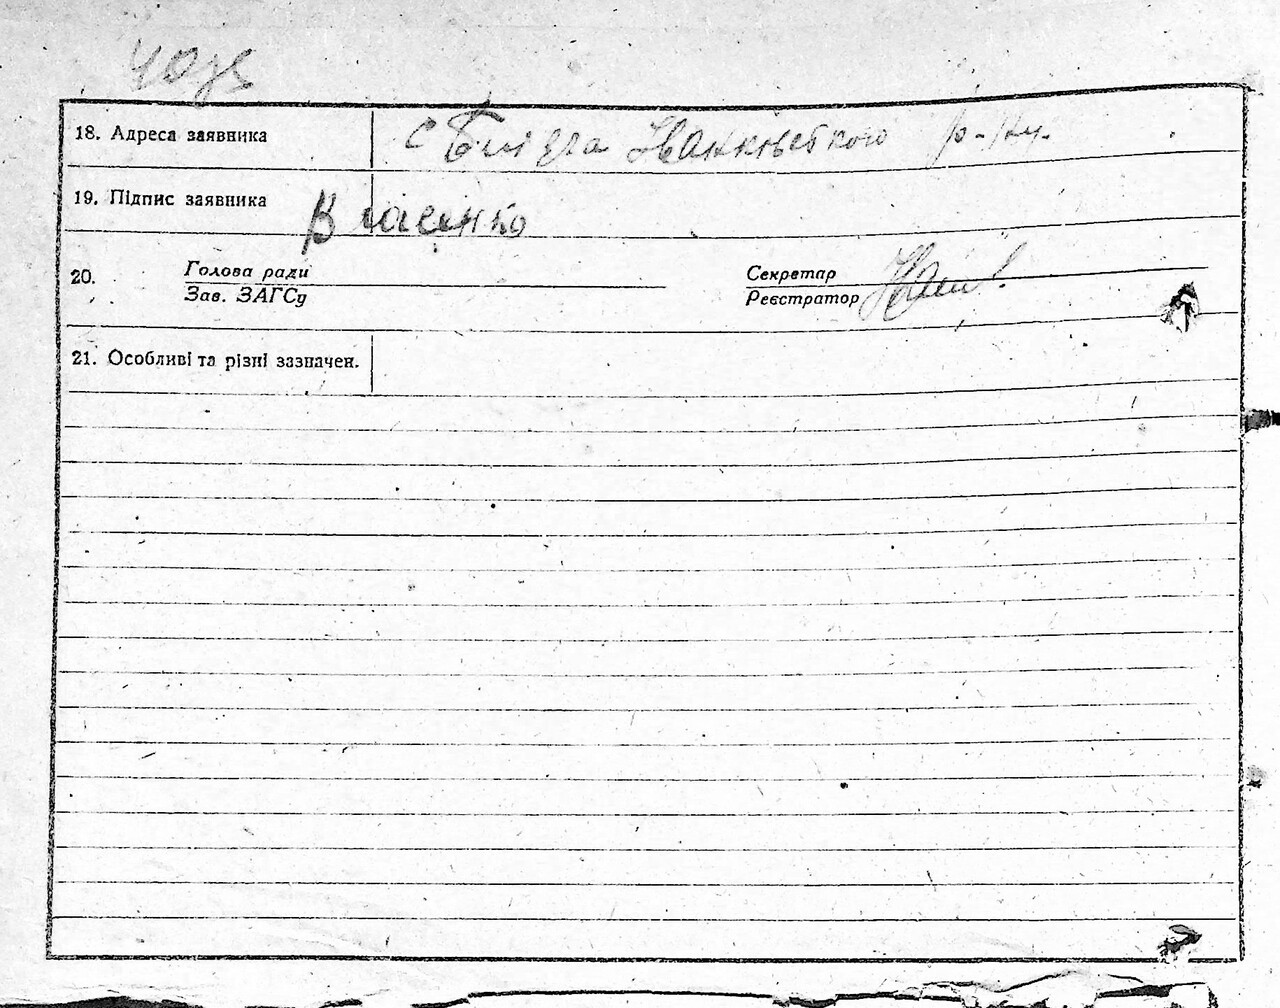 18. Адреса заявника с Іванківського р-ну.
19. Підпис заявника Власенко
20. Голова ради Секретар
Зав. ЗАГСу Реєстратор
21. Особливі та різні зазначен.